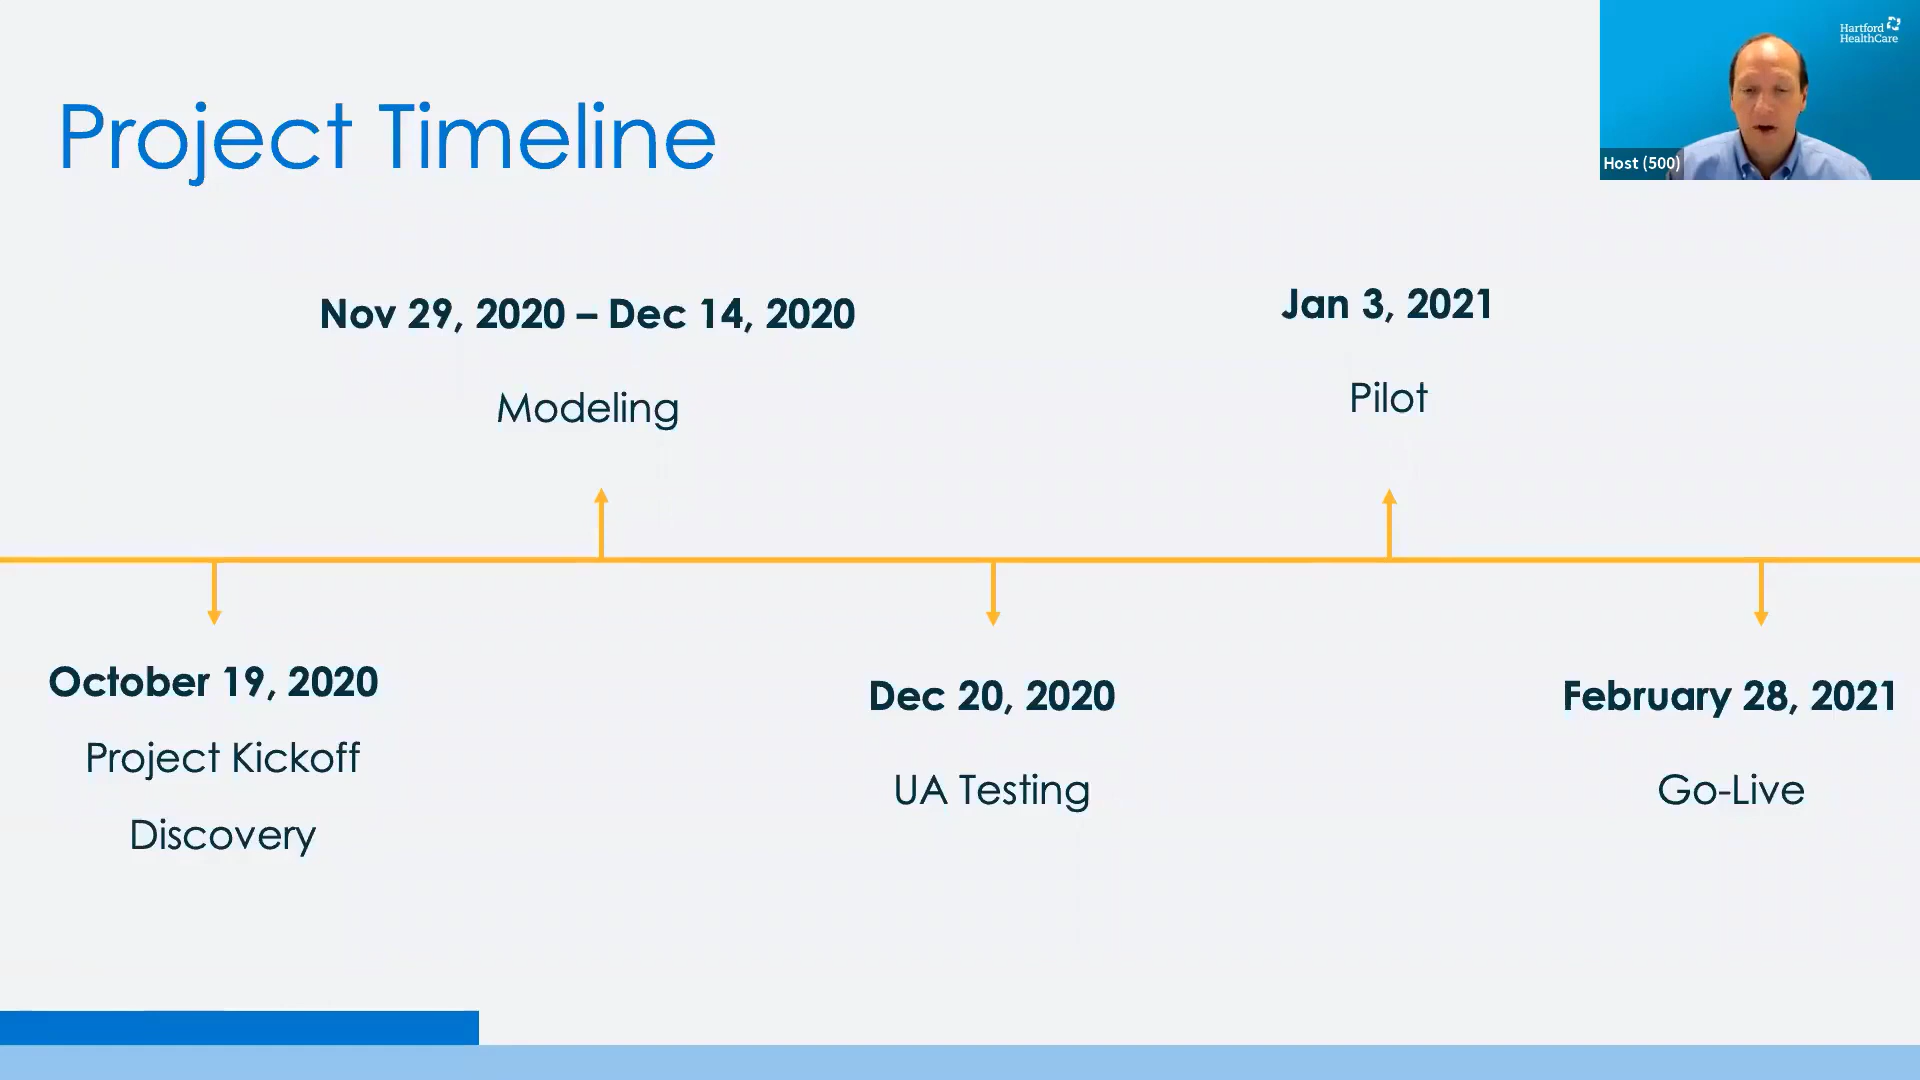 Hartford
HealthCare
Host (500)
Project Timeline
Nov 29, 2020 – Dec 14, 2020
Modeling
Jan 3, 2021
Pilot
October 19, 2020
Project Kickoff
Discovery
Dec 20, 2020
UA Testing
February 28, 2021
Go-Live